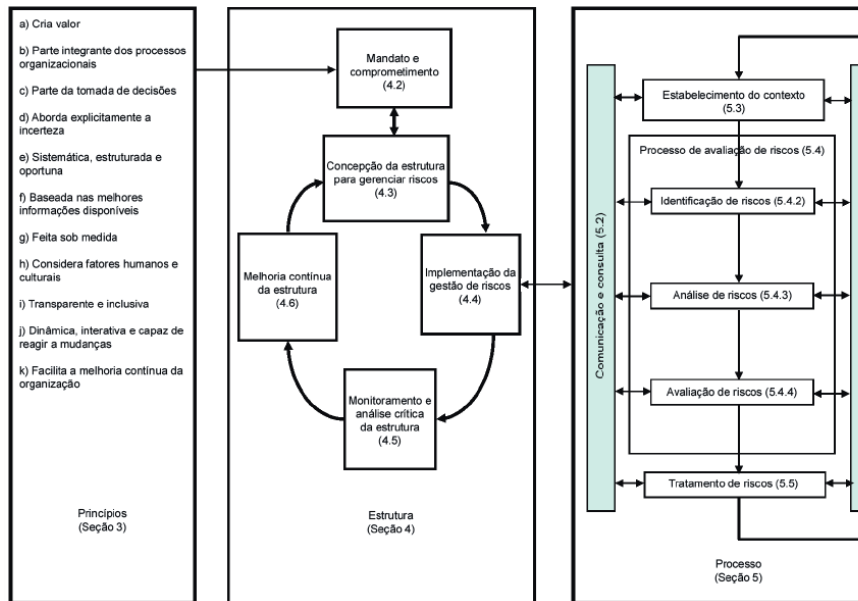 a) Cria valor
b) Parte integrante dos processos
organizacionais
c) Parte da tomada de decisões
d) Aborda explicitamente a
incerteza
e) Sistemática, estruturada e
oportuna
f) Baseada nas melhores
informações disponíveis
g) Feita sob medida
h) Considera fatores humanos e
culturais
i) Transparente e inclusiva
j) Dinâmica, interativa e capaz de
reagir a mudanças
k) Facilita a melhoria contínua da
organização
Princípios
(Seção 3)
Mandato e
comprometimento
(4.2)
Concepção da estrutura
para gerenciar riscos
(4.3)
Melhoria contínua
da estrutura
(4.6)
Implementação da
gestão de riscos
(4.4)
Monitoramento e
análise crítica
da estrutura
(4.5)
Estrutura
(Seção 4)
Comunicação e consulta (5.2)
Estabelecimento do contexto
(5.3)
Processo de avaliação de riscos (5.4)
Identificação de riscos (5.4.2)
Análise de riscos (5.4.3)
Avaliação de riscos (5.4.4)
Tratamento de riscos (5.5)
Processo
(Seção 5)